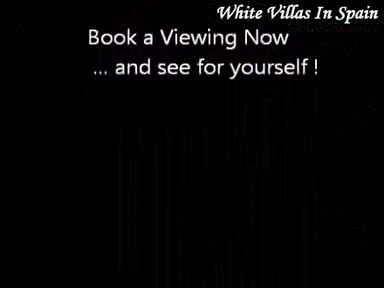 White Villas In Spain
Book a Viewing Now
... and see for yourself !